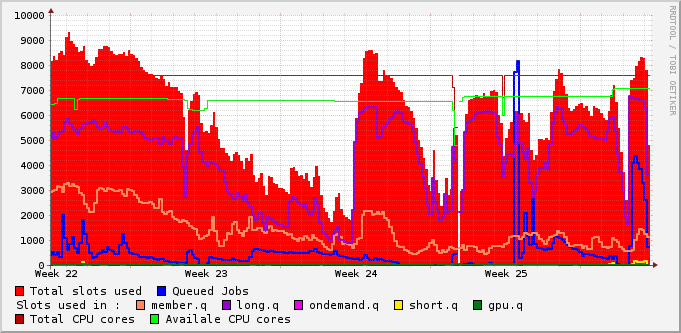 10000
9000
8000
7000
6000
5000
4000
3000
2000
1000
0
Week 22 Week 23 Week 24 Week 25
Total slots used Queued Jobs
Slots used in : member.q long.q ondemand.q short.q gpu.q
Total CPU cores Availale CPU cores
RRDTOOL / TOBI OETIKER